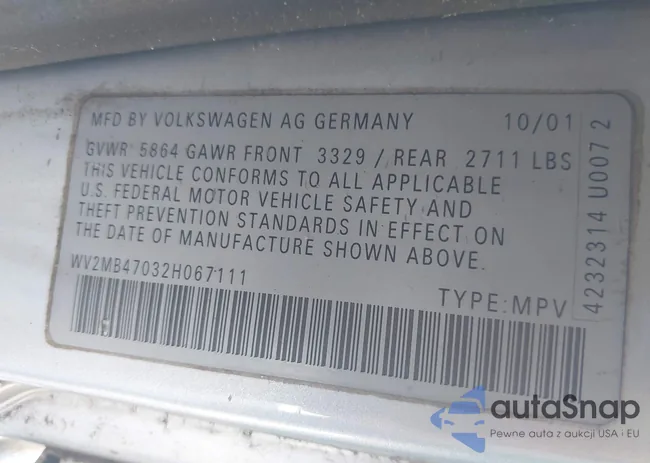 MFD BY VOLKSWAGEN AG GERMANY 10/01
GVWR 5864 GAWR FRONT 3329 / REAR 2711 LBS
THIS VEHICLE CONFORMS TO ALL APPLICABLE
U.S. FEDERAL MOTOR VEHICLE SAFETY AND
THEFT PREVENTION STANDARDS IN EFFECT ON
THE DATE OF MANUFACTURE SHOWN ABOVE.
WV2MB47032H067111
TYPE:MPV
4232314 U007 2
autaSnap
Pewne auta z aukcji USA i EU